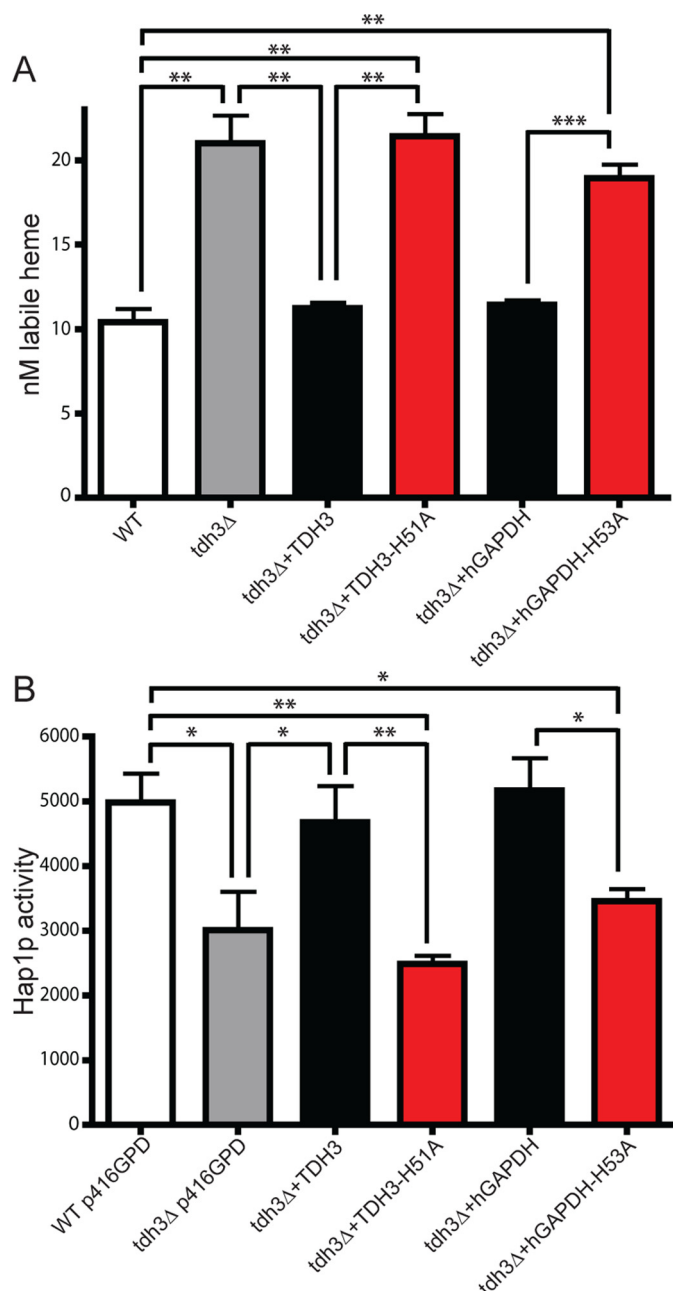 **
A
**
** ** **
***
nM labile heme
20
15
10
5
0
WT
tdh3Δ
tdh3Δ+TDH3
tdh3Δ+TDH3-H51A
tdh3Δ+hGAPDH
tdh3Δ+hGAPDH-H53A
B
*
**
* * **
*
Hap1p activity
6000
5000
4000
3000
2000
1000
0
WT p416GPD
tdh3Δ p416GPD
tdh3Δ+TDH3
tdh3Δ+TDH3-H51A
tdh3Δ+hGAPDH
tdh3Δ+hGAPDH-H53A